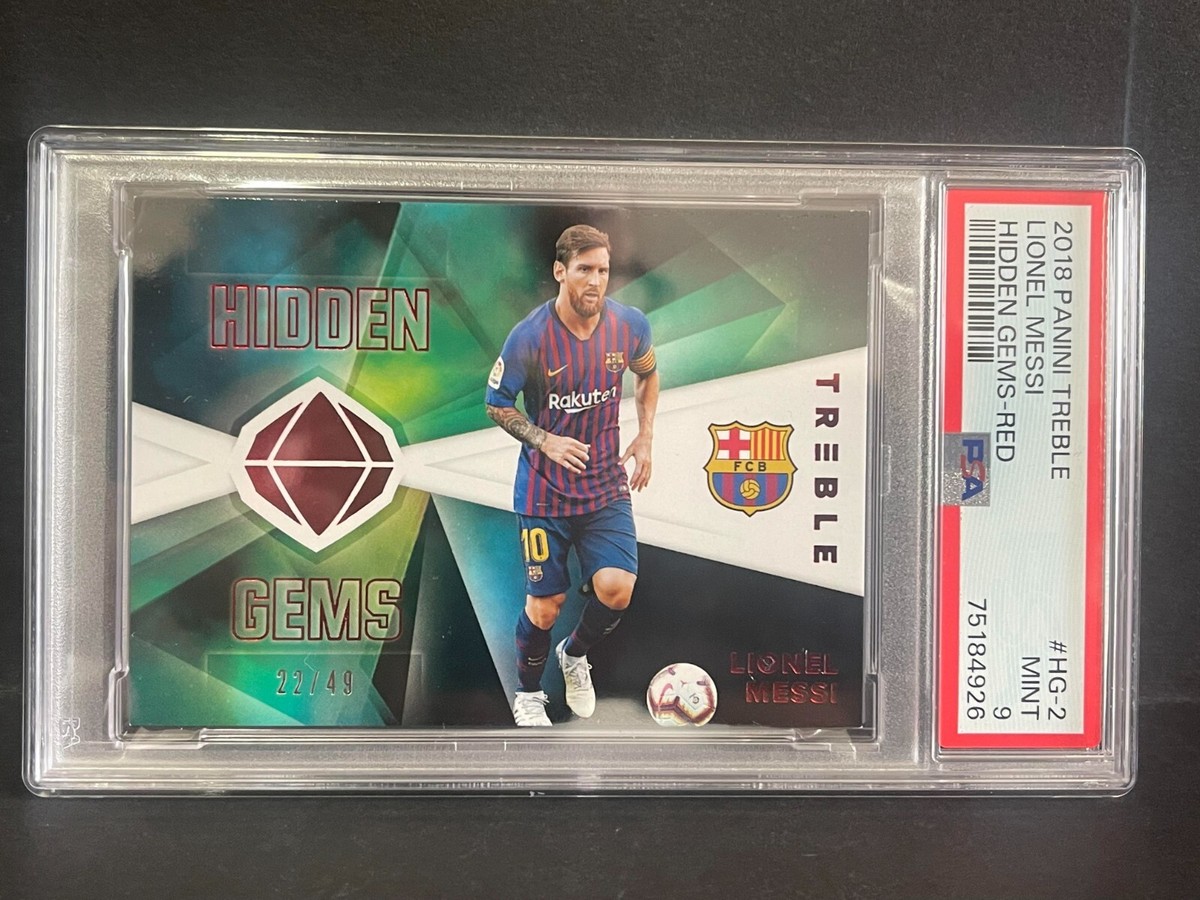 HIDDEN
GEMS
22/49
Rakuten
10
FCB
TREBLE
LIONEL
MESSI
2018 PANINI TREBLE
LIONEL MESSI
HIDDEN GEMS-RED
#HG-2
MINT
9
75184926
PSA